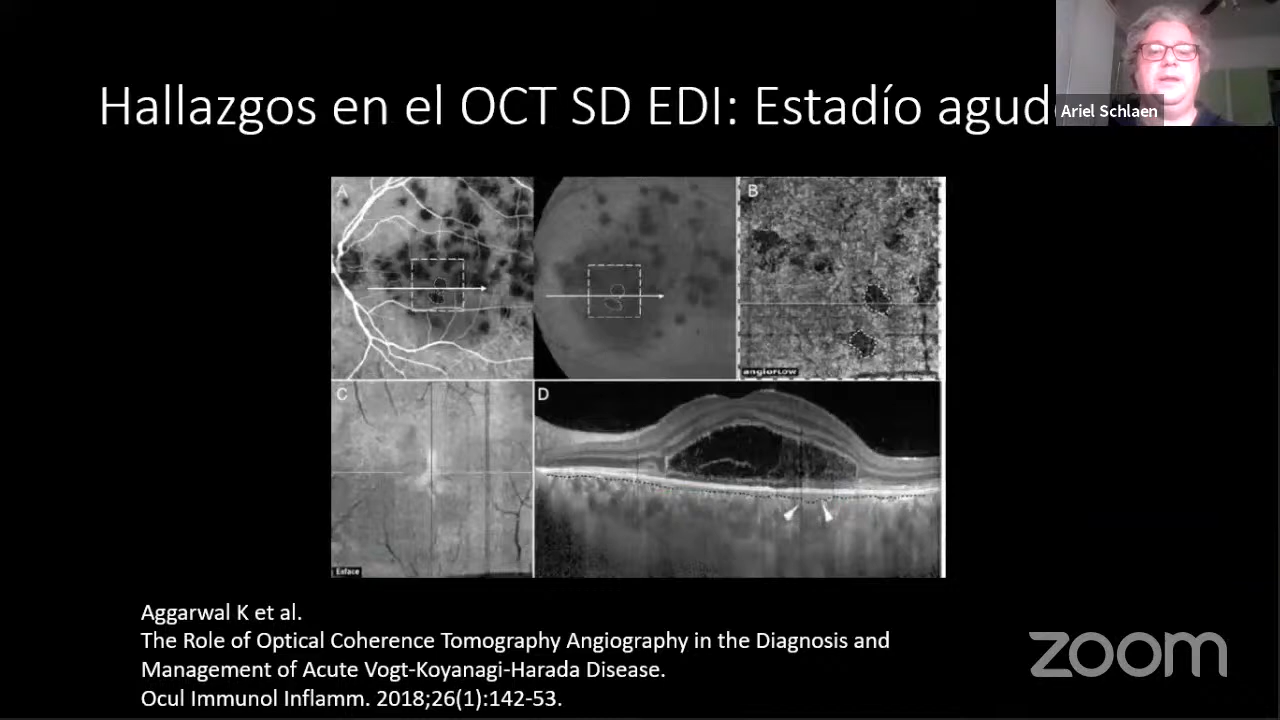 Hallazgos en el OCT SD EDI: Estadío agud
Ariel Schlaen
A
B
angioflow
C
D
Enface
Aggarwal K et al.
The Role of Optical Coherence Tomography Angiography in the Diagnosis and
Management of Acute Vogt-Koyanagi-Harada Disease.
Ocul Immunol Inflamm. 2018;26(1):142-53.
zoom